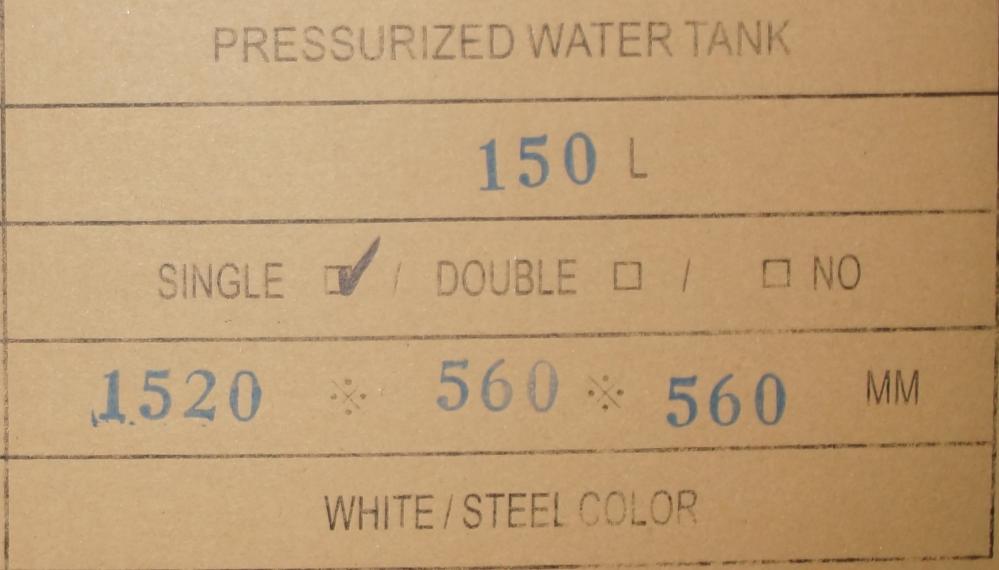 PRESSURIZED WATER TANK
150 L
SINGLE ☑ / DOUBLE □ / □ NO
1520 ※ 560 ※ 560 MM
WHITE / STEEL COLOR